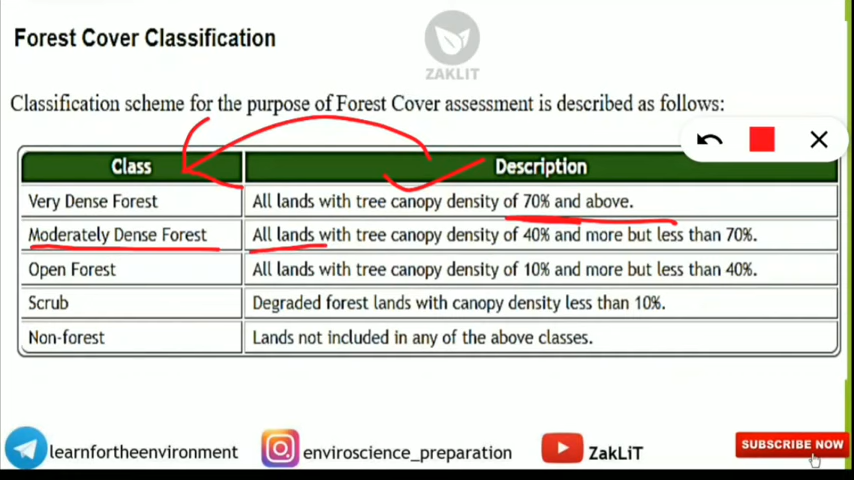 Forest Cover Classification
ZAKLIT
Classification scheme for the purpose of Forest Cover assessment is described as follows:
Class Description
Very Dense Forest All lands with tree canopy density of 70% and above.
Moderately Dense Forest All lands with tree canopy density of 40% and more but less than 70%.
Open Forest All lands with tree canopy density of 10% and more but less than 40%.
Scrub Degraded forest lands with canopy density less than 10%.
Non-forest Lands not included in any of the above classes.
learnfortheenvironment enviroscience_preparation ZakLiT SUBSCRIBE NOW